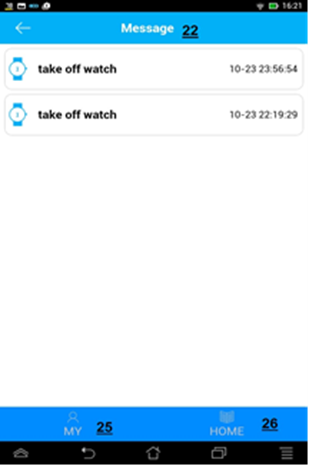 16:21
Message 22
take off watch 10-23 23:56:54
take off watch 10-23 22:19:29
MY 25 HOME 26